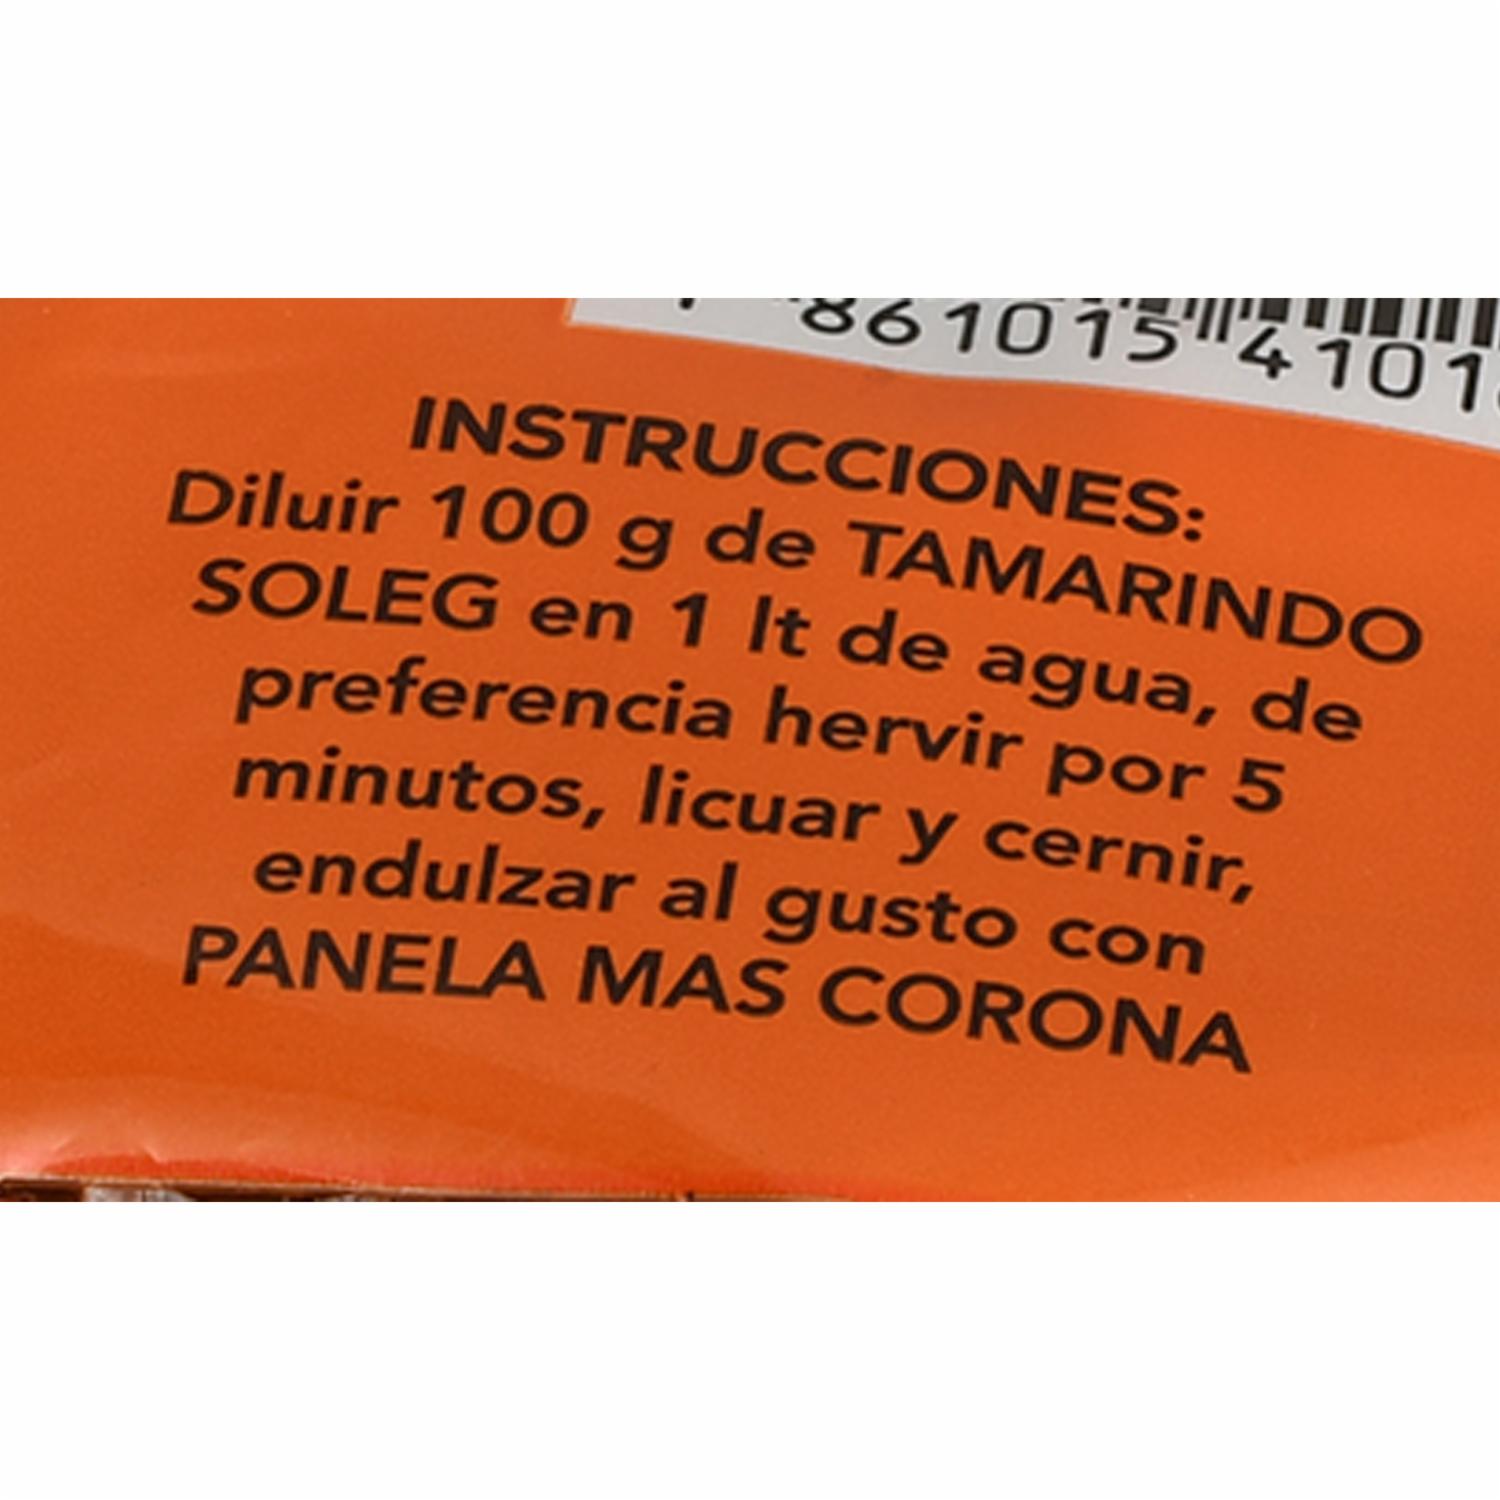 861015 4101
INSTRUCCIONES:
Diluir 100 g de TAMARINDO
SOLEG en 1 lt de agua, de
preferencia hervir por 5
minutos, licuar y cernir,
endulzar al gusto con
PANELA MAS CORONA